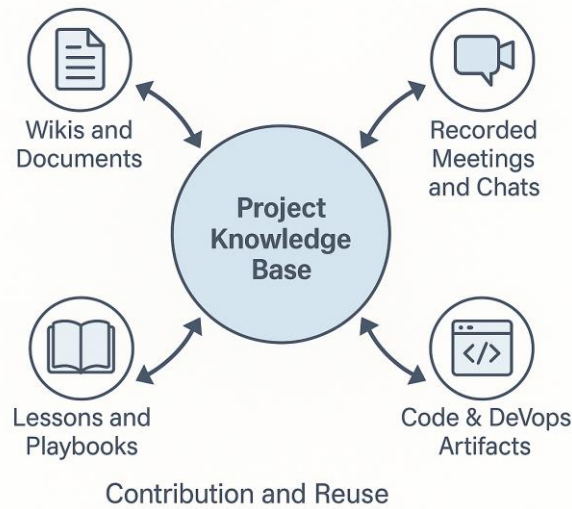 Wikis and
Documents
Recorded
Meetings
and Chats
Project
Knowledge
Base
</>
Lessons and
Playbooks
Code & DeVops
Artifacts
Contribution and Reuse